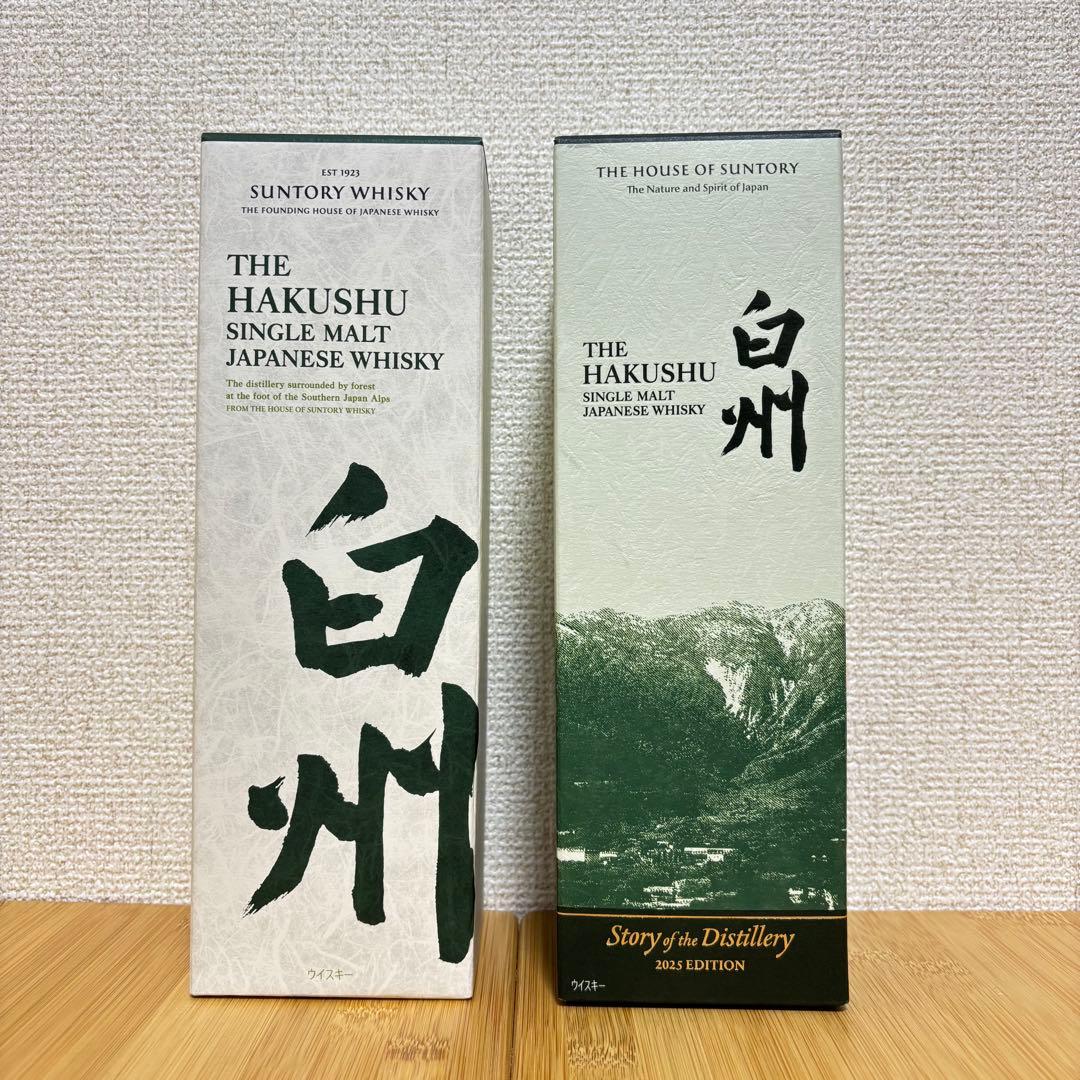 EST 1923
SUNTORY WHISKY
THE FOUNDING HOUSE OF JAPANESE WHISKY
THE
HAKUSHU
SINGLE MALT
JAPANESE WHISKY
The distillery surrounded by forest
at the foot of the Southern Japan Alps
FROM THE HOUSE OF SUNTORY WHISKY
白州
ウイスキー
THE HOUSE OF SUNTORY
The Nature and Spirit of Japan
白州
THE
HAKUSHU
SINGLE MALT
JAPANESE WHISKY
Story of the Distillery
2025 EDITION
ウイスキー